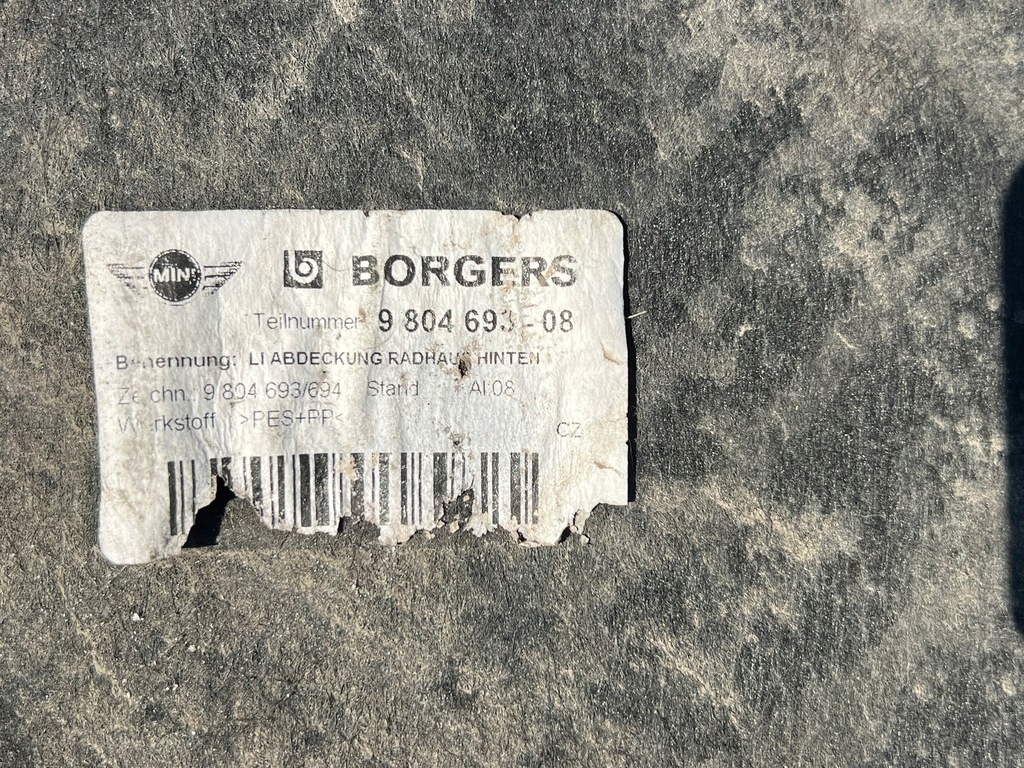 MINI
BORGERS
Teilnummer 9 804 693 - 08
Benennung: LI ABDECKUNG RADHAUS HINTEN
Zeichn.: 9 804 693/694 Stand AI:08
Werkstoff >PES+PP<
CZ